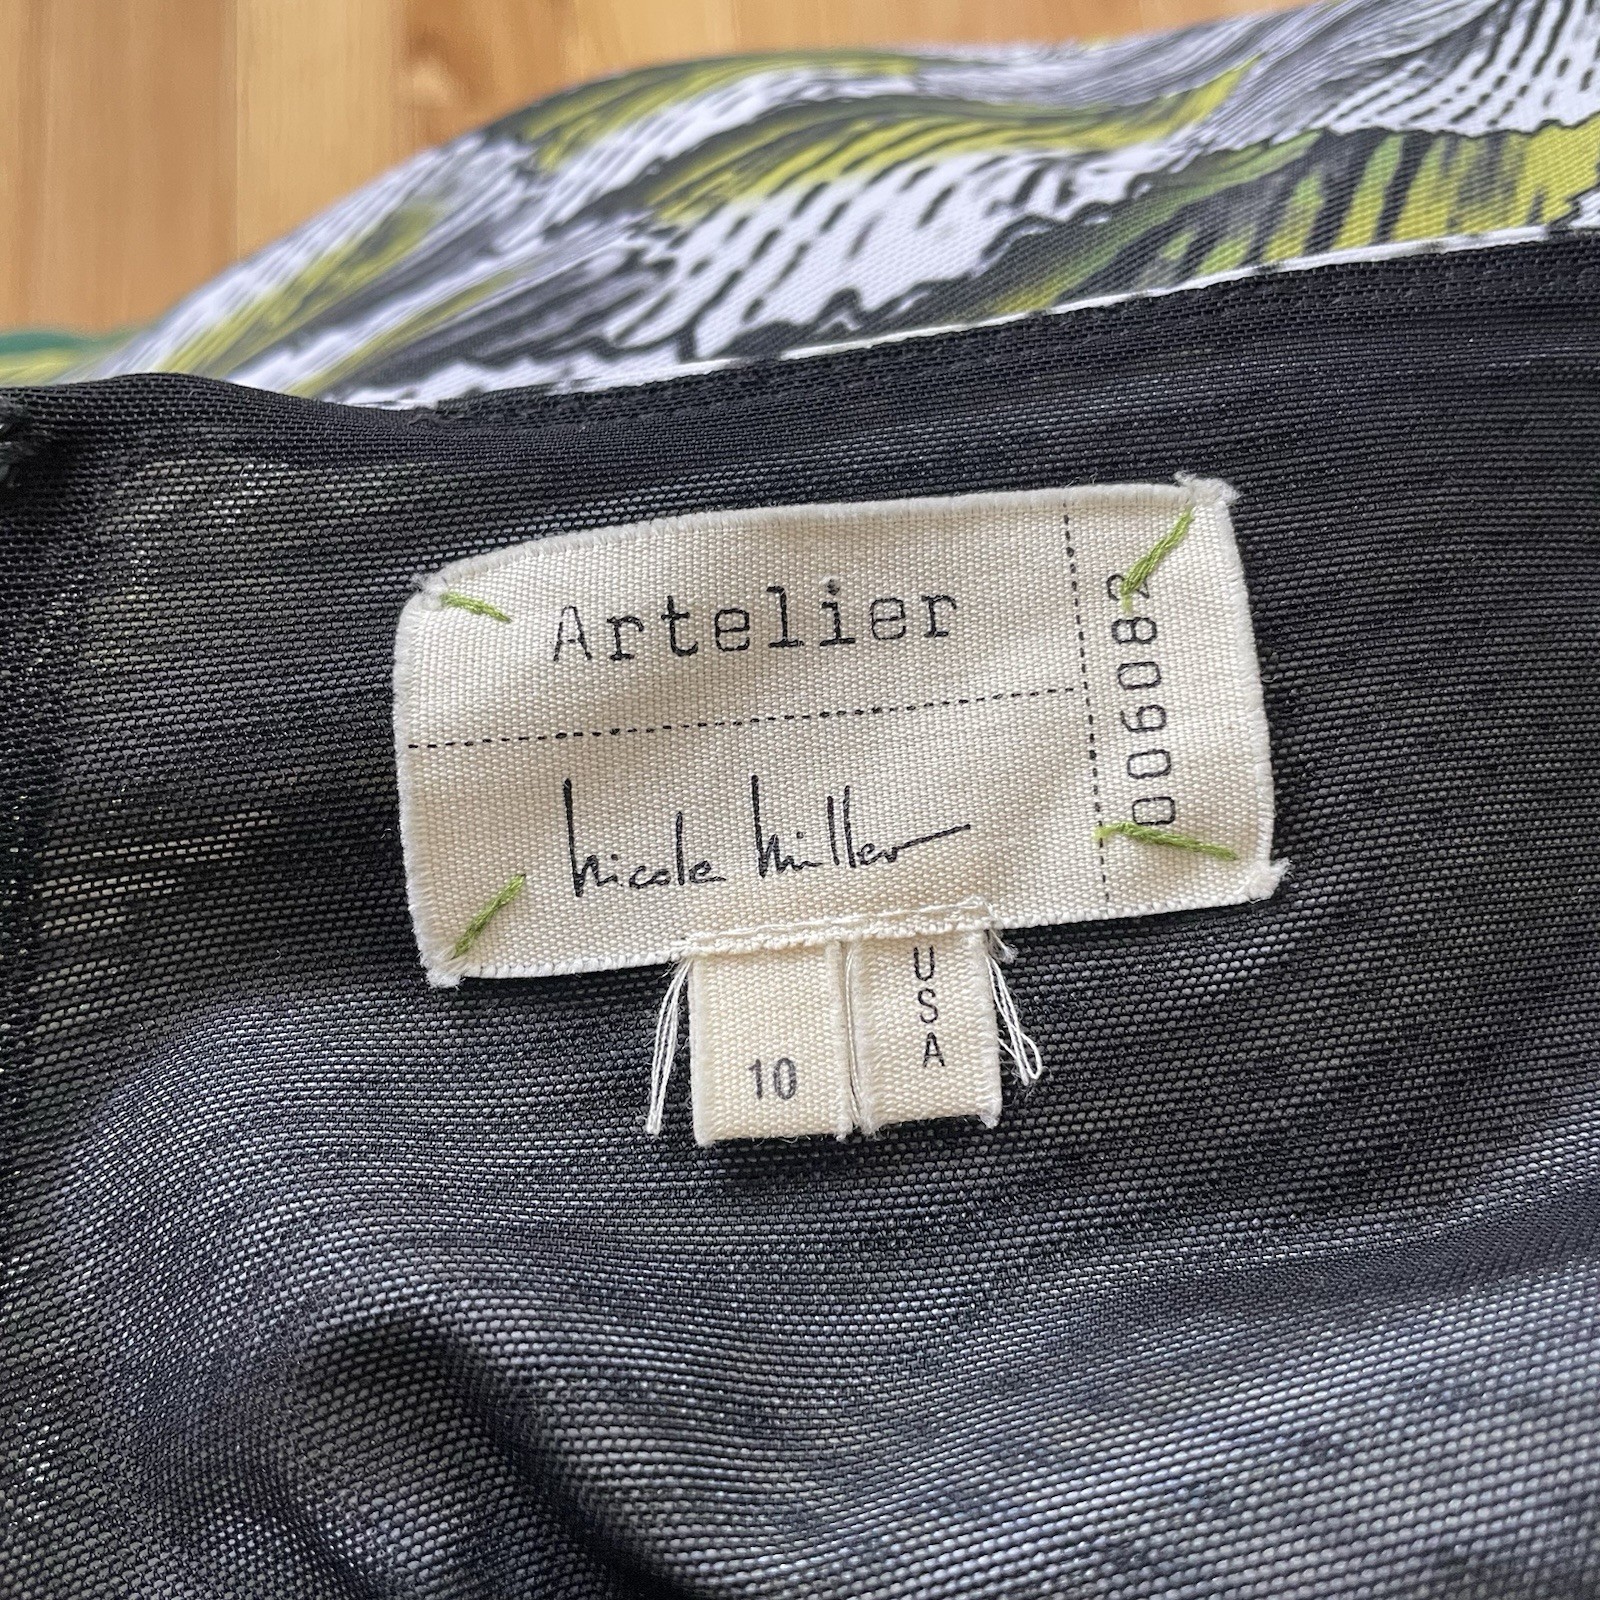 Artelier
nicole miller
006082
10
USA